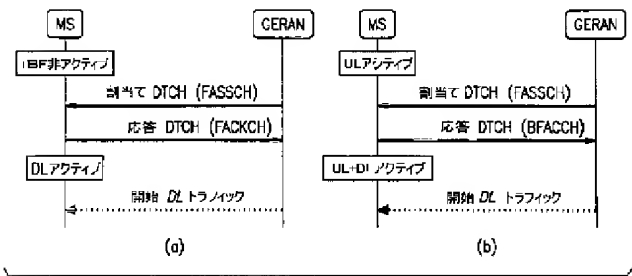 MS
GERAN
TBF非アクティブ
割当て DTCH (FASSCH)
応答 DTCH (FACKCH)
DLアクティブ
開始 DL トラフィック
(a)
MS
GERAN
ULアクティブ
割当て DTCH (FASSCH)
応答 DTCH (BFACCH)
UL+DLアクティブ
開始 DL トラフィック
(b)